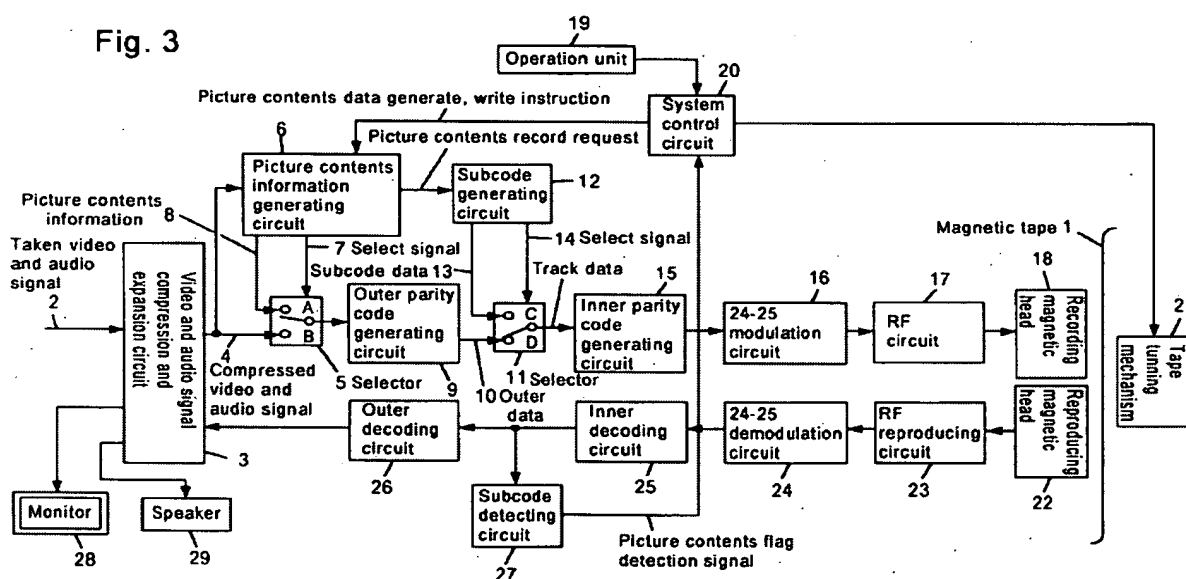 Fig. 3
19
Operation unit
20
System
control
circuit
Picture contents data generate, write instruction
Picture contents record request
6
Picture contents
information
generating
circuit
Subcode
generating
circuit
12
Picture contents
information
8
7 Select signal
14 Select signal
Magnetic tape 1
Taken video
and audio
signal
2
Video and audio signal
compression and
expansion circuit
Subcode data 13
Track data
A
B
Outer parity
code
generating
circuit
C
D
15
Inner parity
code
generating
circuit
16
24-25
modulation
circuit
17
RF
circuit
18
Recording
magnetic
head
2
Tape
tunning
mechanism
4
Compressed
video and
audio signal
5 Selector
9
10
11 Selector
Outer
data
3
Outer
decoding
circuit
26
Inner
decoding
circuit
25
24-25
demodulation
circuit
24
RF
reproducing
circuit
23
Reproducing
magnetic
head
22
Monitor
28
Speaker
29
Subcode
detecting
circuit
27
Picture contents flag
detection signal